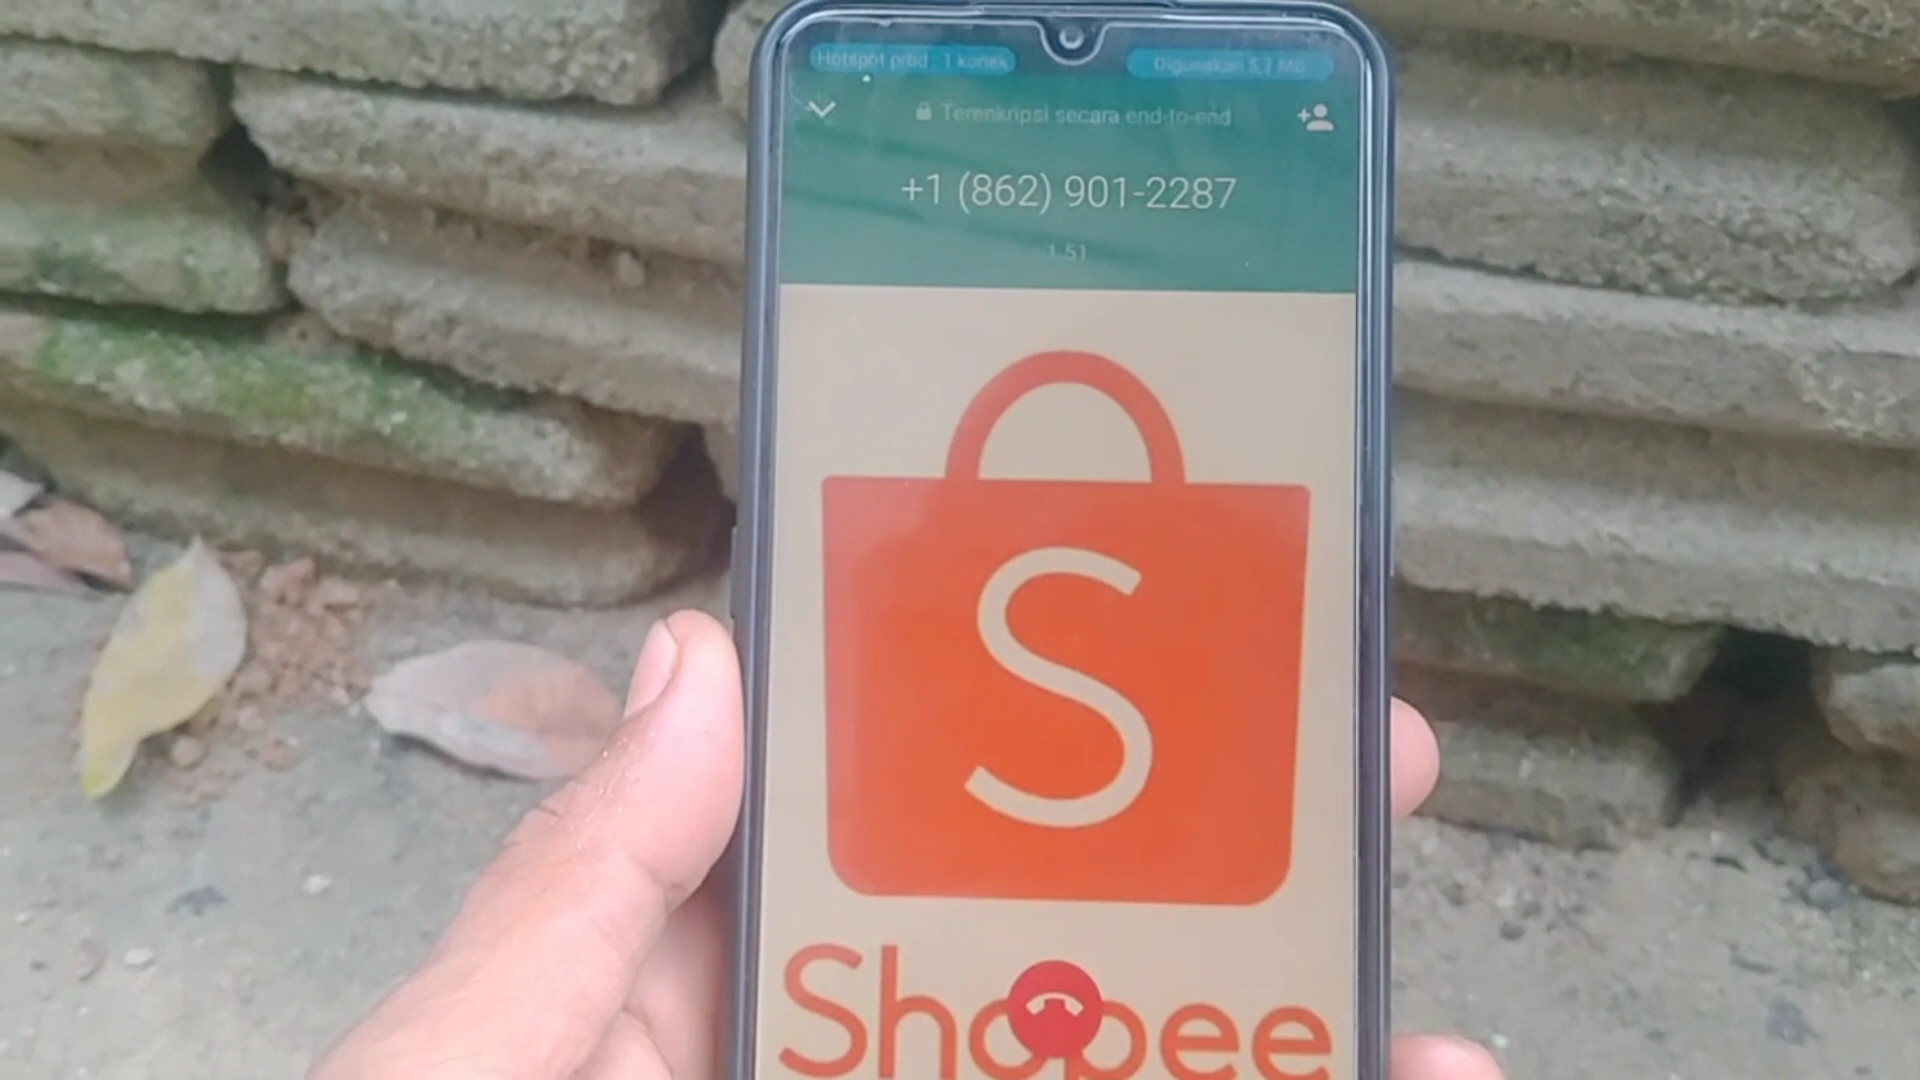 Hotspot prbd 1 konek
Digunakan 5,7 MB
Terenkripsi secara end-to-end
+1 (862) 901-2287
1.51
S
Shopee